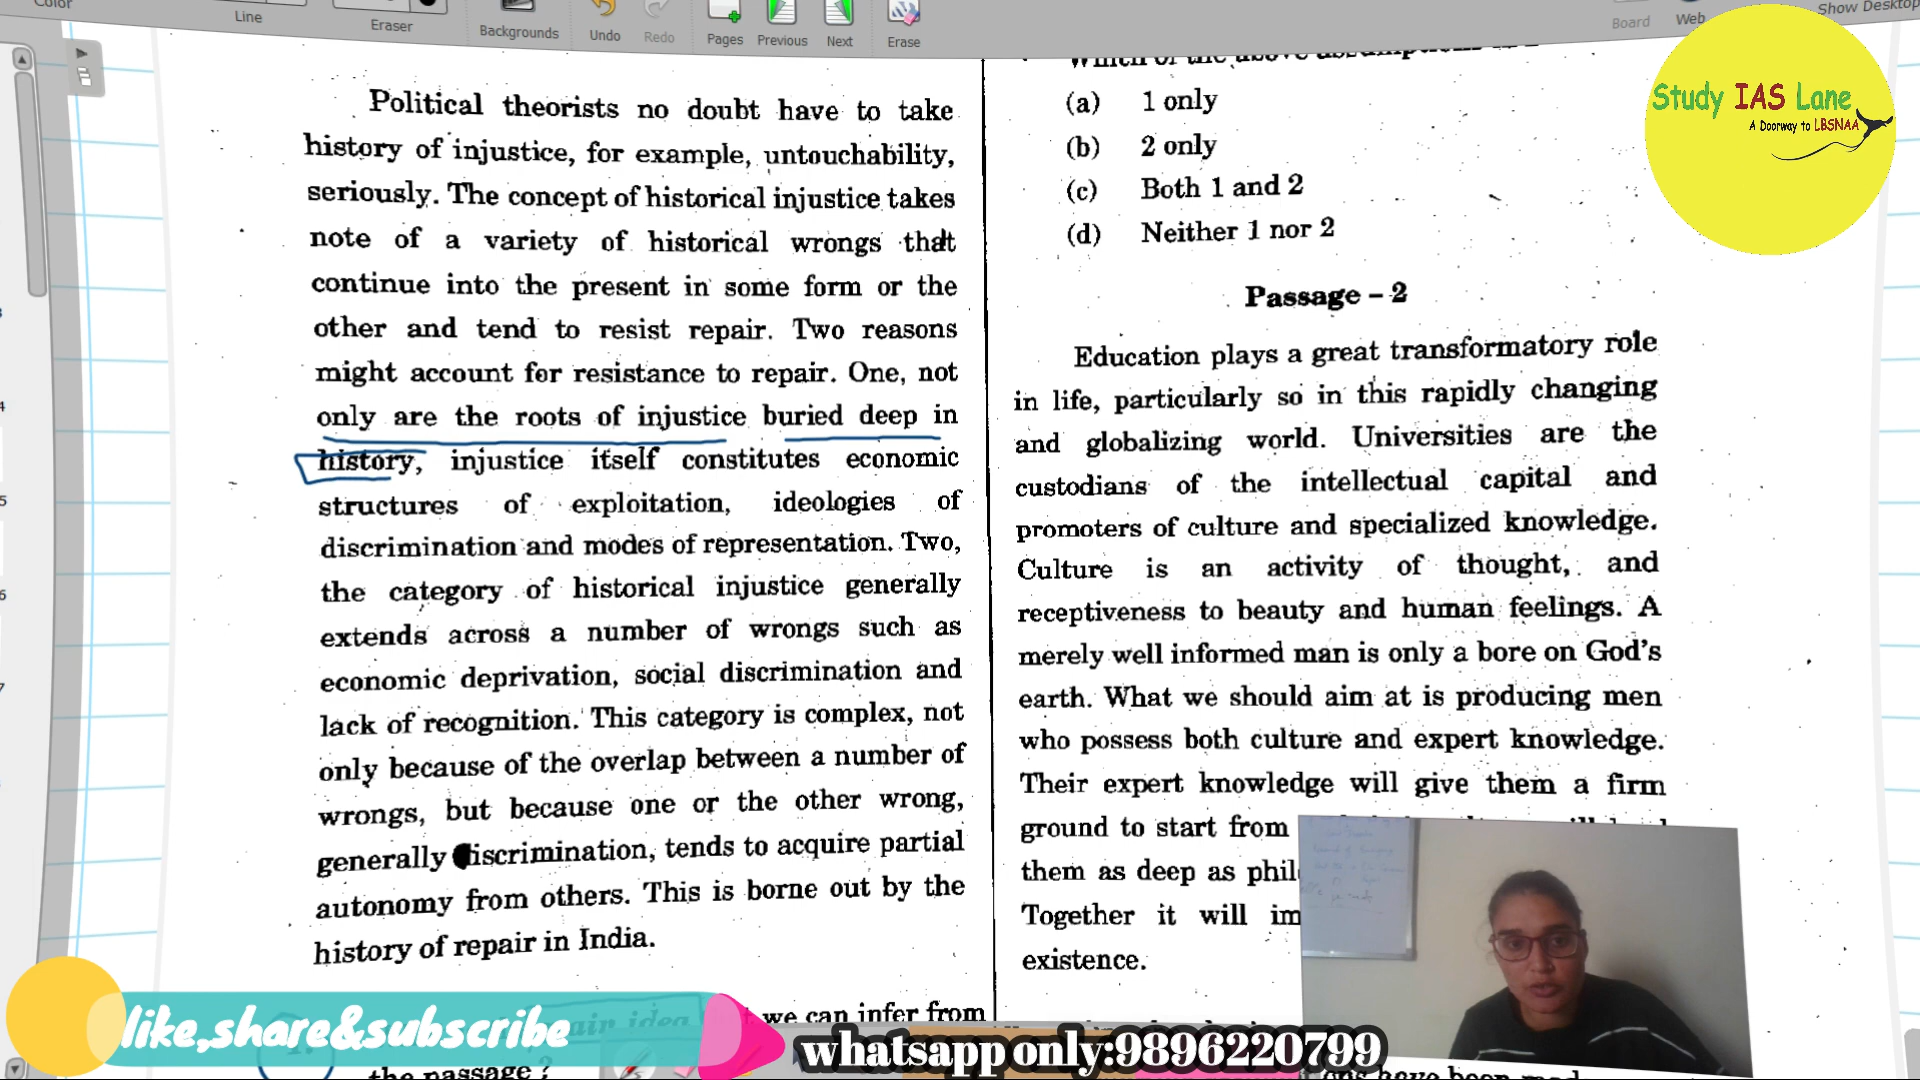 Color
Line
Eraser
Backgrounds
Undo
Redo
Pages
Previous
Next
Erase
Board
Web
Show Desktop
Study IAS Lane
A Doorway to LBSNAA
Political theorists no doubt have to take
history of injustice, for example, untouchability,
seriously. The concept of historical injustice takes
note of a variety of historical wrongs that
continue into the present in some form or the
other and tend to resist repair. Two reasons
might account for resistance to repair. One, not
only are the roots of injustice buried deep in
history, injustice itself constitutes economic
structures of exploitation, ideologies of
discrimination and modes of representation. Two,
the category of historical injustice generally
extends across a number of wrongs such as
economic deprivation, social discrimination and
lack of recognition. This category is complex, not
only because of the overlap between a number of
wrongs, but because one or the other wrong,
generally discrimination, tends to acquire partial
autonomy from others. This is borne out by the
history of repair in India.
we can infer from
the passage ?
Which of the above assumptions
(a) 1 only
(b) 2 only
(c) Both 1 and 2
(d) Neither 1 nor 2
Passage – 2
Education plays a great transformatory role
in life, particularly so in this rapidly changing
and globalizing world. Universities are the
custodians of the intellectual capital and
promoters of culture and specialized knowledge.
Culture is an activity of thought, and
receptiveness to beauty and human feelings. A
merely well informed man is only a bore on God's
earth. What we should aim at is producing men
who possess both culture and expert knowledge.
Their expert knowledge will give them a firm
ground to start from
them as deep as
Together it will
existence.
have been
like,share&subscribe
whatsapp only:9896220799